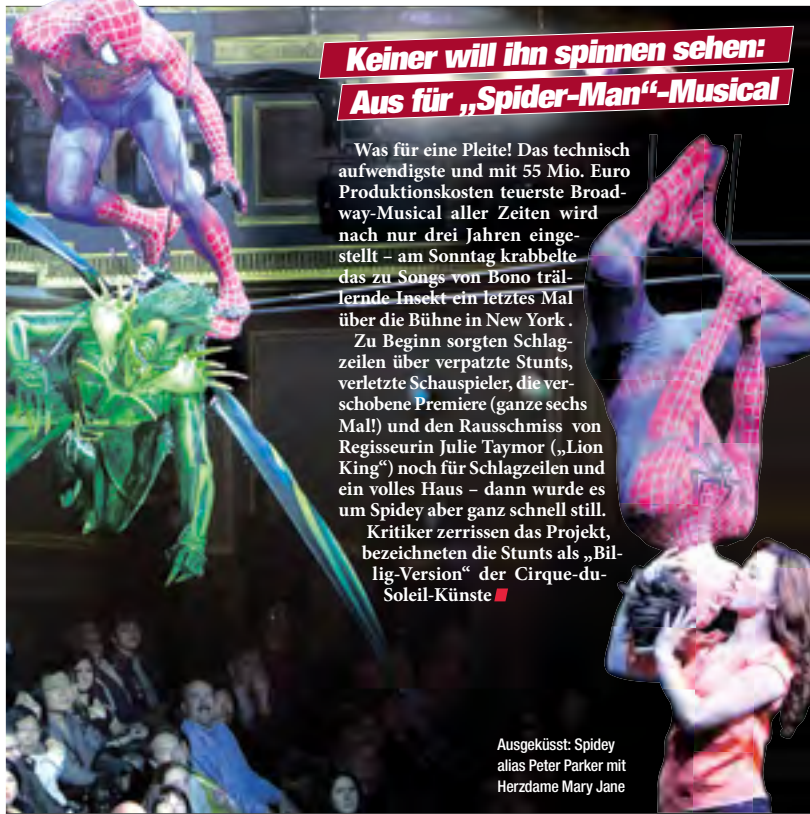 Keiner will ihn spinnen sehen:
Aus für „Spider-Man“-Musical
Was für eine Pleite! Das technisch
aufwendigste und mit 55 Mio. Euro
Produktionskosten teuerste Broad-
way-Musical aller Zeiten wird
nach nur drei Jahren einge-
stellt – am Sonntag krabbelte
das zu Songs von Bono träl-
lernde Insekt ein letztes Mal
über die Bühne in New York .
Zu Beginn sorgten Schlag-
zeilen über verpatzte Stunts,
verletzte Schauspieler, die ver-
schobene Premiere (ganze sechs
Mal!) und den Rausschmiss von
Regisseurin Julie Taymor („Lion
King“) noch für Schlagzeilen und
ein volles Haus – dann wurde es
um Spidey aber ganz schnell still.
Kritiker zerrissen das Projekt,
bezeichneten die Stunts als „Bil-
lig-Version“ der Cirque-du-
Soleil-Künste
Ausgeküsst: Spidey
alias Peter Parker mit
Herzdame Mary Jane